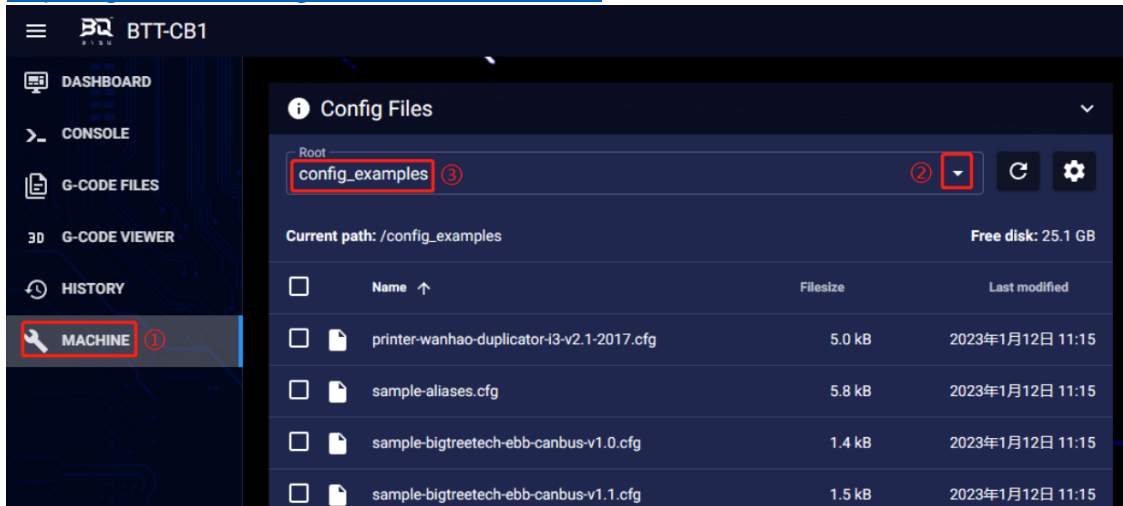 BTT-CB1
DASHBOARD
CONSOLE
G-CODE FILES
3D G-CODE VIEWER
HISTORY
MACHINE ①
Config Files
Root
config_examples ③ ②
Current path: /config_examples Free disk: 25.1 GB
Name ↑ Filesize Last modified
printer-wanhao-duplicator-i3-v2.1-2017.cfg 5.0 kB 2023年1月12日 11:15
sample-aliases.cfg 5.8 kB 2023年1月12日 11:15
sample-bigtreetech-ebb-canbus-v1.0.cfg 1.4 kB 2023年1月12日 11:15
sample-bigtreetech-ebb-canbus-v1.1.cfg 1.5 kB 2023年1月12日 11:15